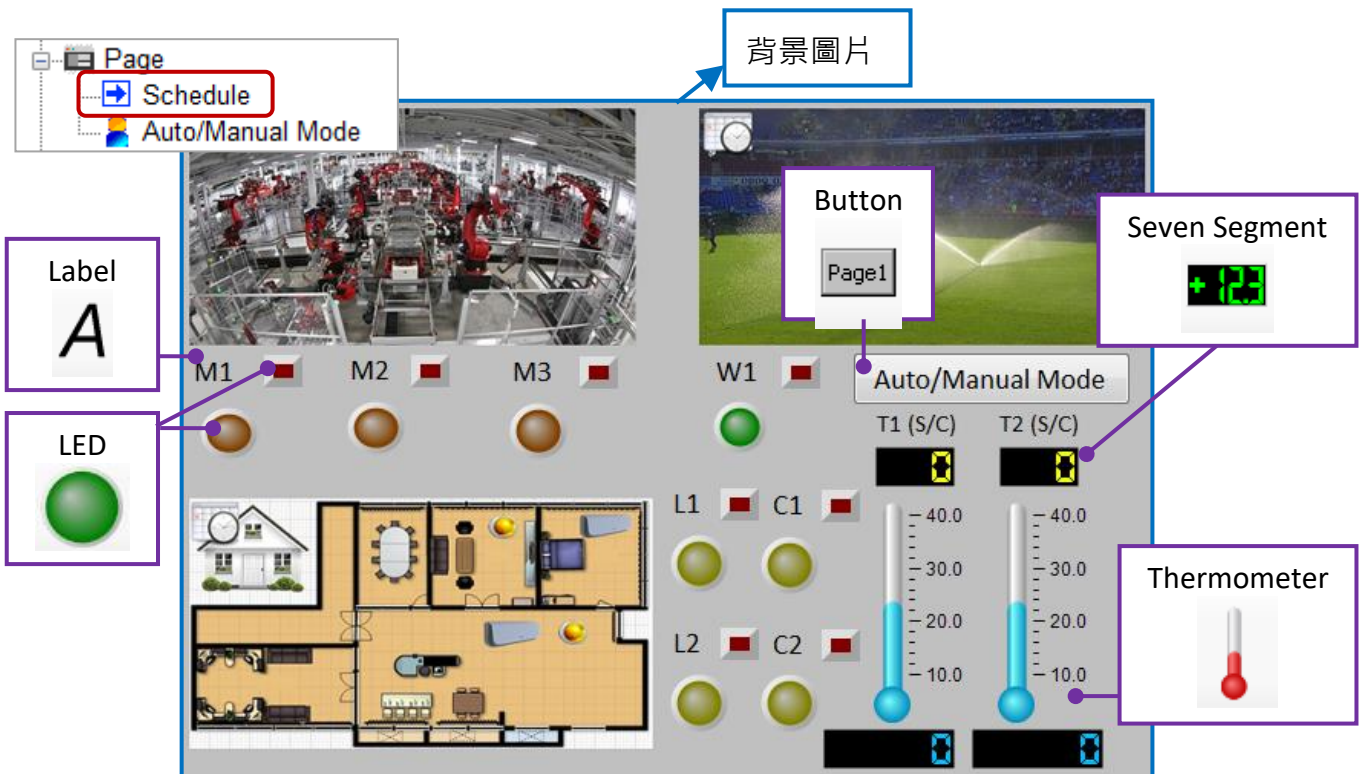 背景圖片
Page
Schedule
Auto/Manual Mode
Button
Page1
Seven Segment
+12.3
Label
A
M1
M2
M3
W1
Auto/Manual Mode
LED
T1 (S/C)
T2 (S/C)
0
0
L1
C1
40.0
40.0
30.0
30.0
Thermometer
20.0
20.0
L2
C2
10.0
10.0
0
0